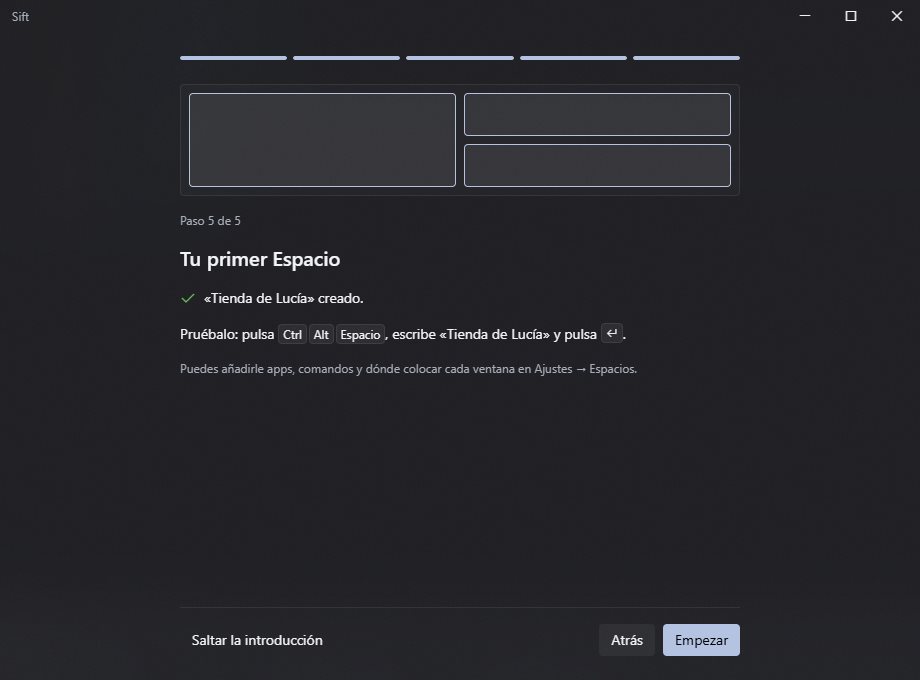 Sift
Paso 5 de 5
Tu primer Espacio
«Tienda de Lucía» creado.
Pruébalo: pulsa Ctrl Alt Espacio, escribe «Tienda de Lucía» y pulsa ↵.
Puedes añadirle apps, comandos y dónde colocar cada ventana en Ajustes → Espacios.
Saltar la introducción
Atrás
Empezar